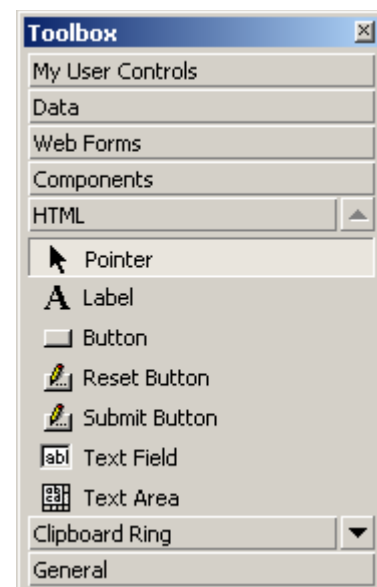 Toolbox
My User Controls
Data
Web Forms
Components
HTML
Pointer
A Label
Button
Reset Button
Submit Button
abl Text Field
Text Area
Clipboard Ring
General